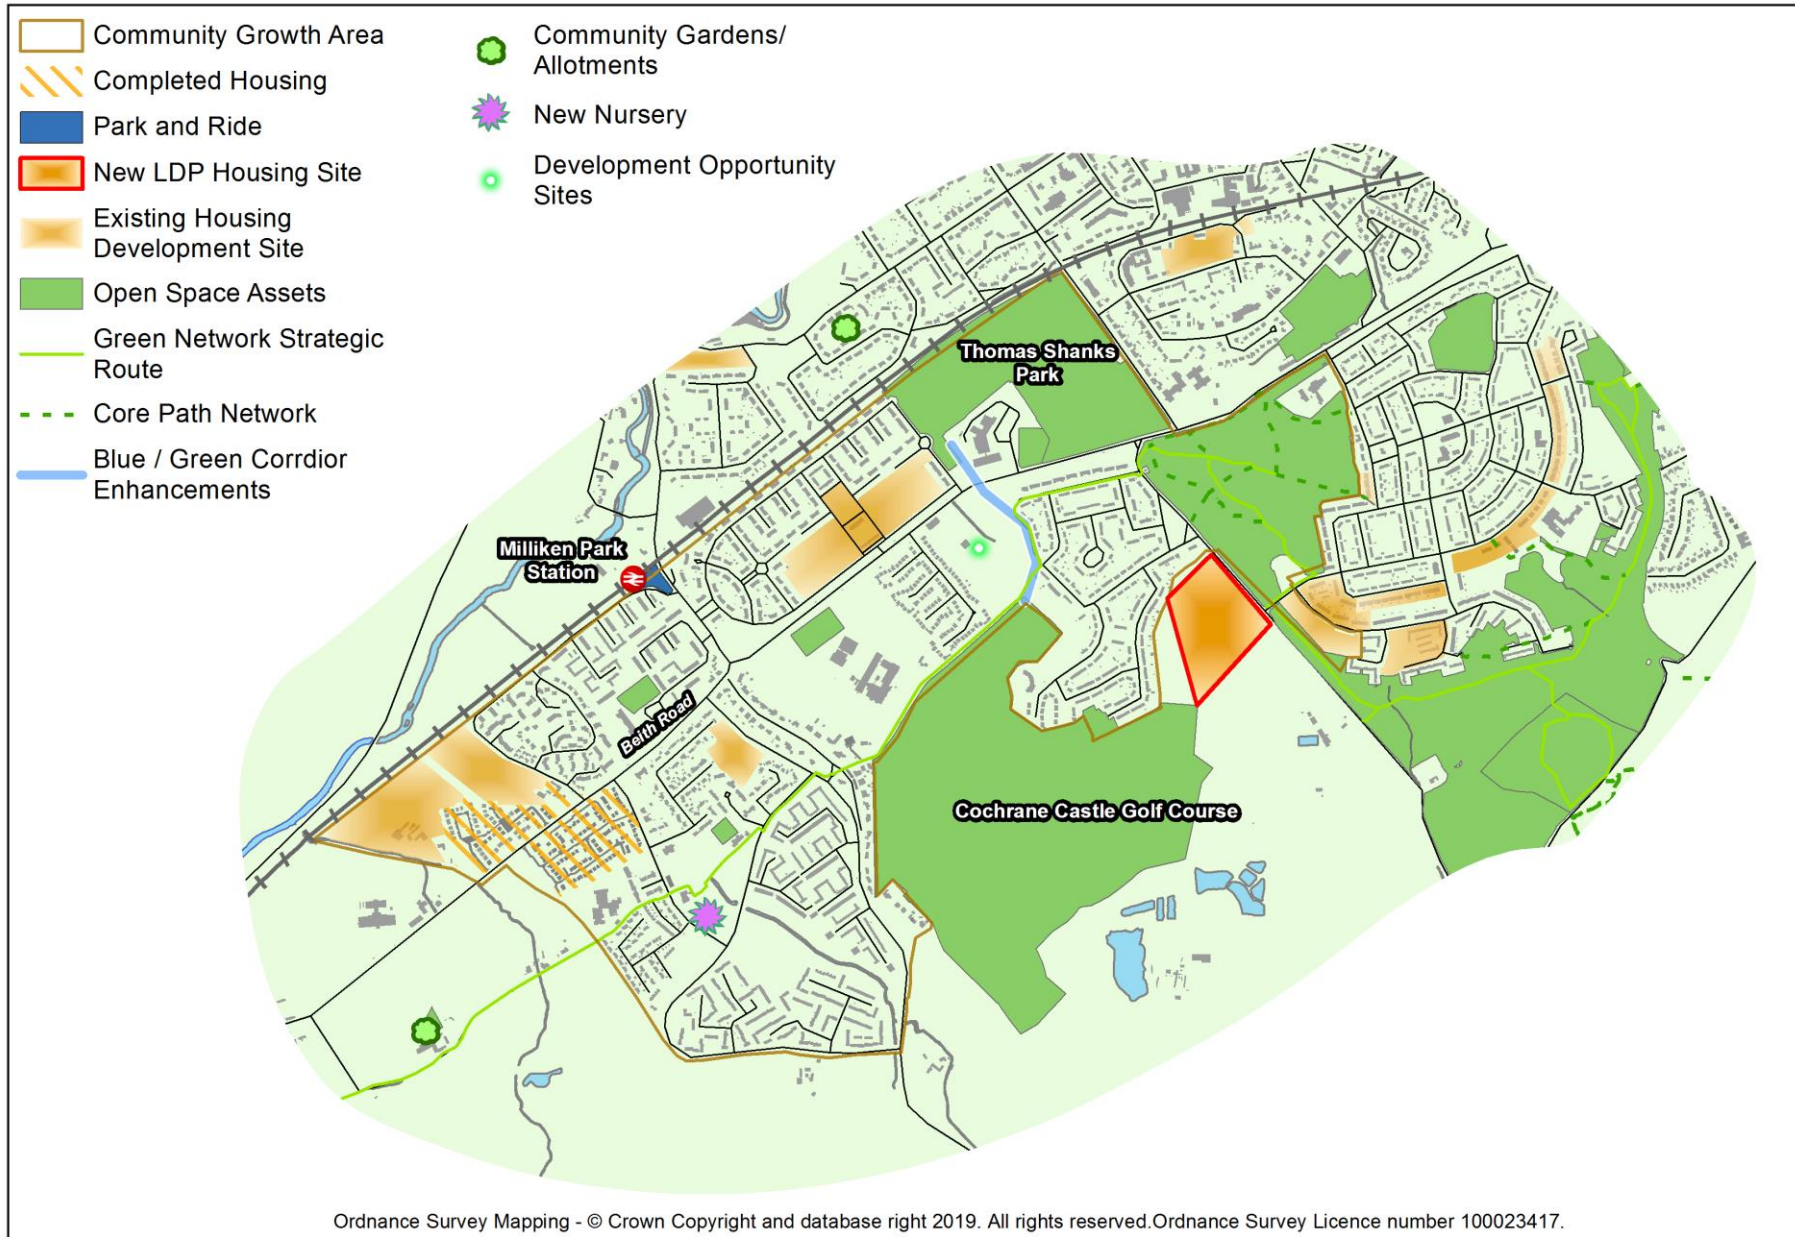 Community Growth Area
Completed Housing
Park and Ride
New LDP Housing Site
Existing Housing
Development Site
Open Space Assets
Green Network Strategic
Route
Core Path Network
Blue / Green Corrdior
Enhancements
Community Gardens/
Allotments
New Nursery
Development Opportunity
Sites
Thomas Shanks
Park
Milliken Park
Station
Beith Road
Cochrane Castle Golf Course
Ordnance Survey Mapping - © Crown Copyright and database right 2019. All rights reserved.Ordnance Survey Licence number 100023417.